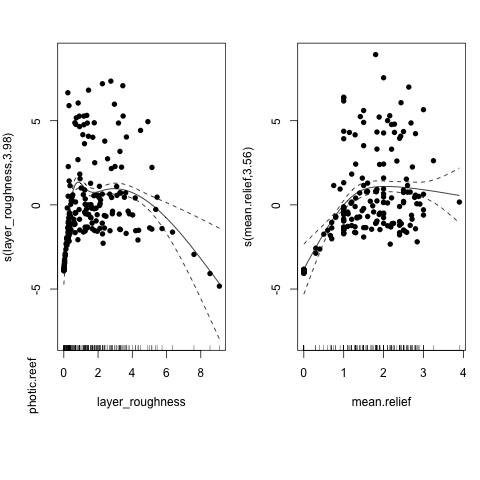 s(layer_roughness,3.98)
5
0
-5
0 2 4 6 8
layer_roughness
photic.reef
s(mean.relief,3.56)
5
0
-5
0 1 2 3 4
mean.relief